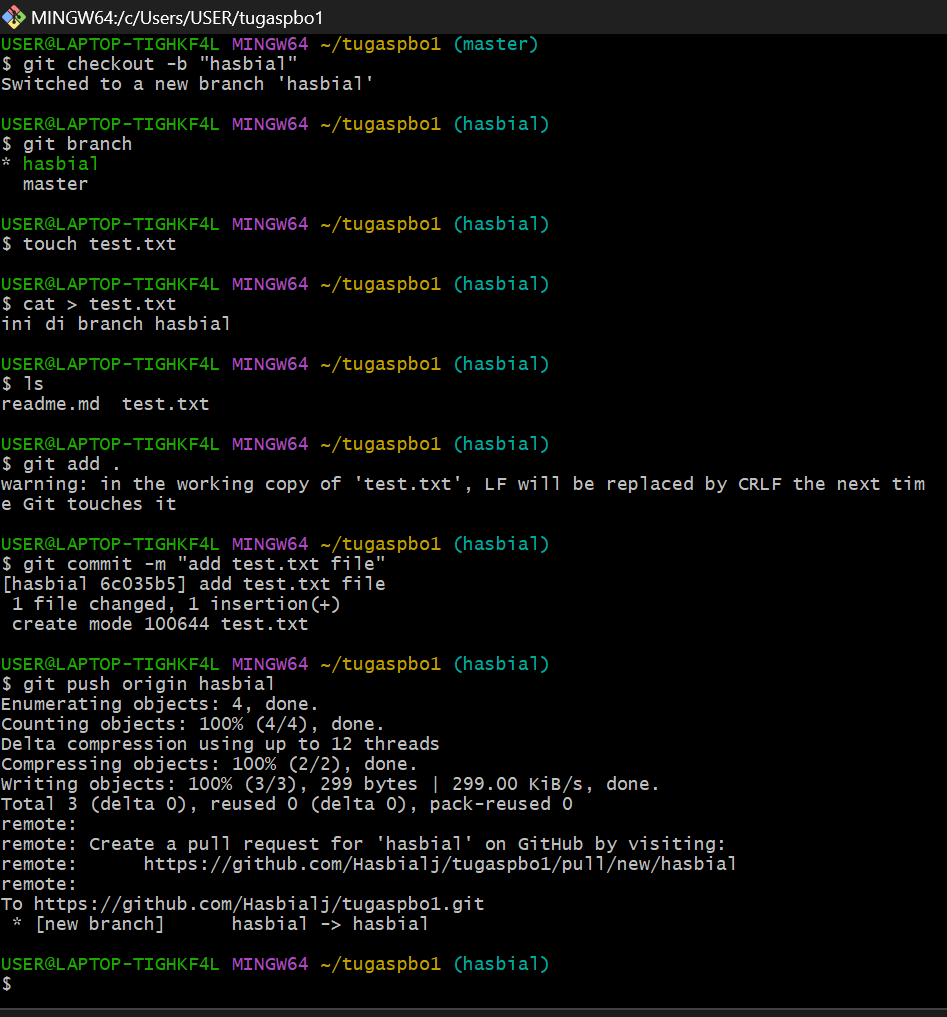 MINGW64:/c/Users/USER/tugaspbo1
USER@LAPTOP-TIGHKF4L MINGW64 ~/tugaspbo1 (master)
$ git checkout -b "hasbial"
Switched to a new branch 'hasbial'
USER@LAPTOP-TIGHKF4L MINGW64 ~/tugaspbo1 (hasbial)
$ git branch
* hasbial
  master
USER@LAPTOP-TIGHKF4L MINGW64 ~/tugaspbo1 (hasbial)
$ touch test.txt
USER@LAPTOP-TIGHKF4L MINGW64 ~/tugaspbo1 (hasbial)
$ cat > test.txt
ini di branch hasbial
USER@LAPTOP-TIGHKF4L MINGW64 ~/tugaspbo1 (hasbial)
$ ls
readme.md  test.txt
USER@LAPTOP-TIGHKF4L MINGW64 ~/tugaspbo1 (hasbial)
$ git add .
warning: in the working copy of 'test.txt', LF will be replaced by CRLF the next tim
e Git touches it
USER@LAPTOP-TIGHKF4L MINGW64 ~/tugaspbo1 (hasbial)
$ git commit -m "add test.txt file"
[hasbial 6c035b5] add test.txt file
 1 file changed, 1 insertion(+)
 create mode 100644 test.txt
USER@LAPTOP-TIGHKF4L MINGW64 ~/tugaspbo1 (hasbial)
$ git push origin hasbial
Enumerating objects: 4, done.
Counting objects: 100% (4/4), done.
Delta compression using up to 12 threads
Compressing objects: 100% (2/2), done.
Writing objects: 100% (3/3), 299 bytes | 299.00 KiB/s, done.
Total 3 (delta 0), reused 0 (delta 0), pack-reused 0
remote:
remote: Create a pull request for 'hasbial' on GitHub by visiting:
remote:      https://github.com/Hasbialj/tugaspbo1/pull/new/hasbial
remote:
To https://github.com/Hasbialj/tugaspbo1.git
 * [new branch]      hasbial -> hasbial
USER@LAPTOP-TIGHKF4L MINGW64 ~/tugaspbo1 (hasbial)
$